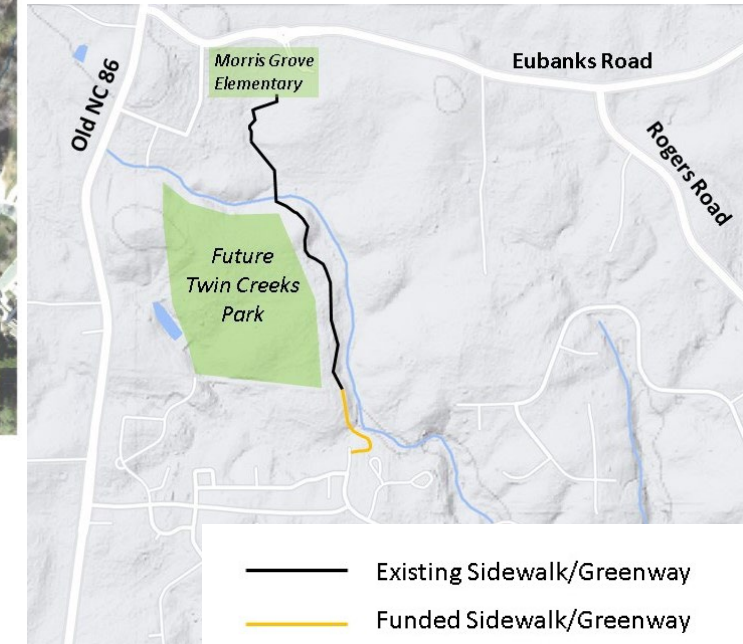 Morris Grove
Elementary
Eubanks Road
Old NC 86
Rogers Road
Future
Twin Creeks
Park
Existing Sidewalk/Greenway
Funded Sidewalk/Greenway